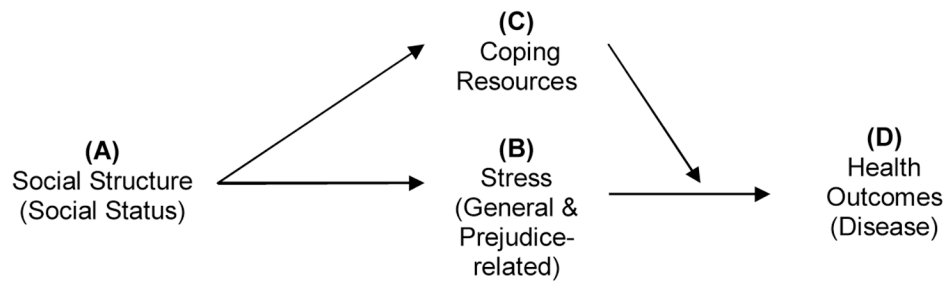 (C)
Coping
Resources
(A)
Social Structure
(Social Status)
(B)
Stress
(General &
Prejudice-
related)
(D)
Health
Outcomes
(Disease)